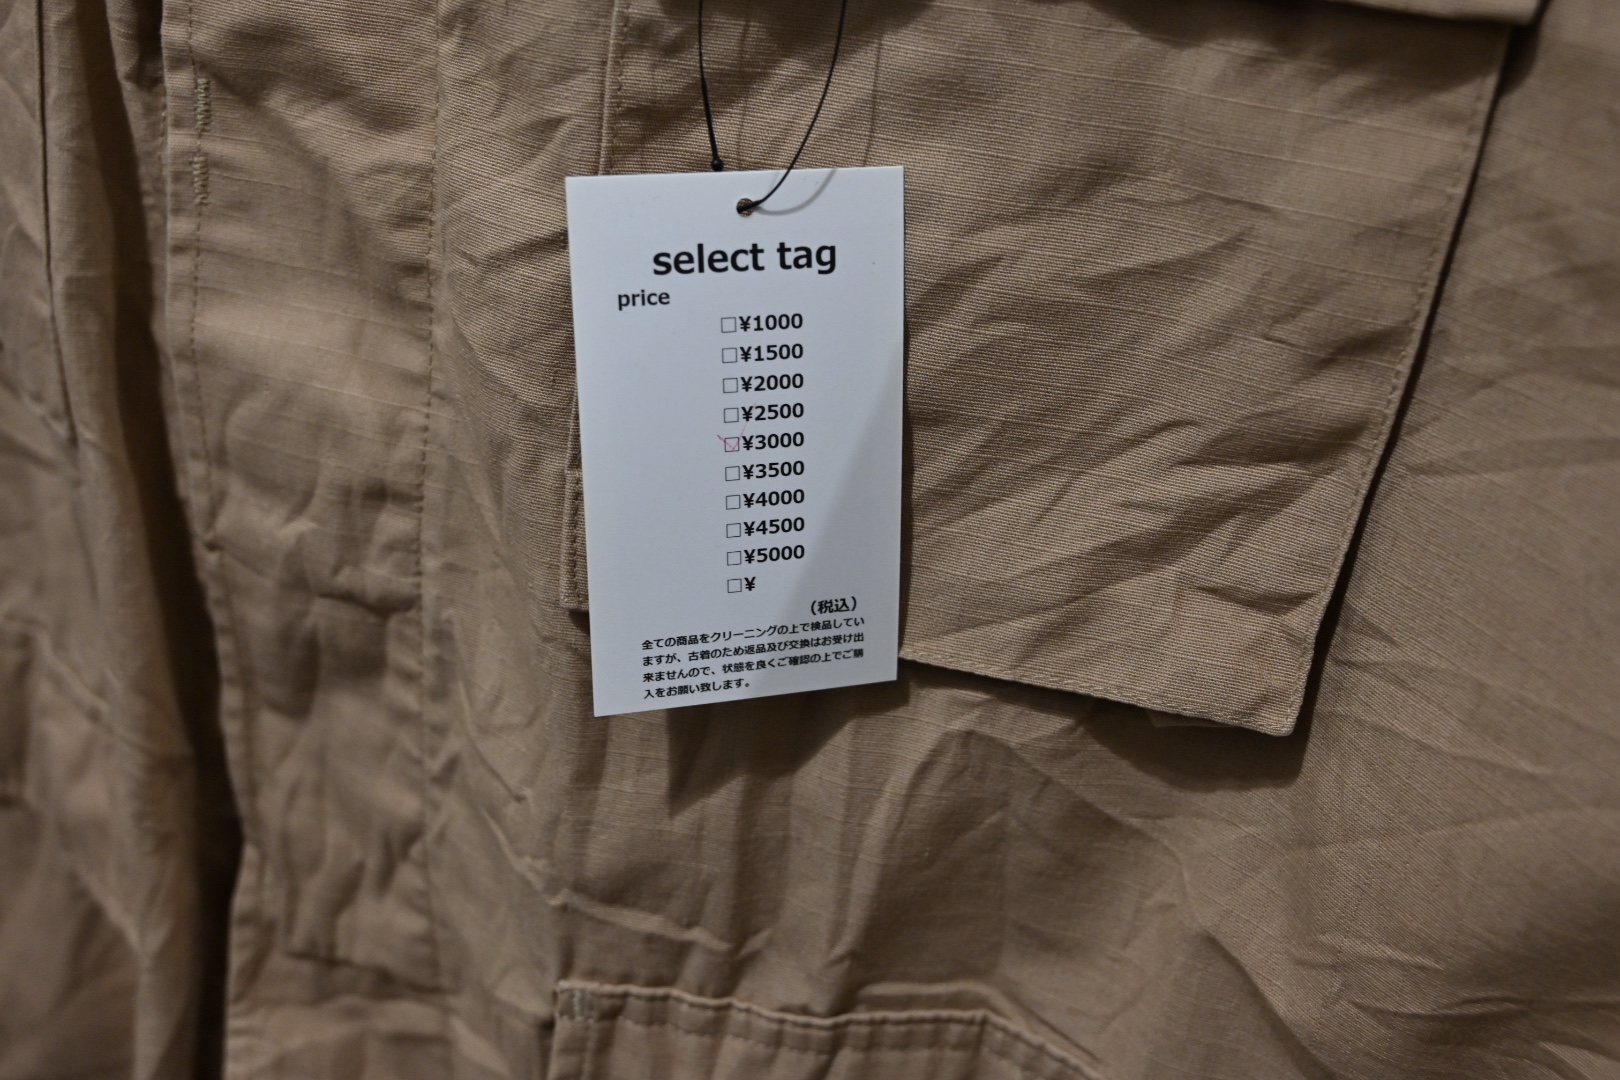 select tag
price
□¥1000
□¥1500
□¥2000
□¥2500
☑¥3000
□¥3500
□¥4000
□¥4500
□¥5000
□¥
（税込）
全ての商品をクリーニングの上で検品してい
ますが、古着のため返品及び交換はお受け出
来ませんので、状態を良くご確認の上でご購
入をお願い致します。